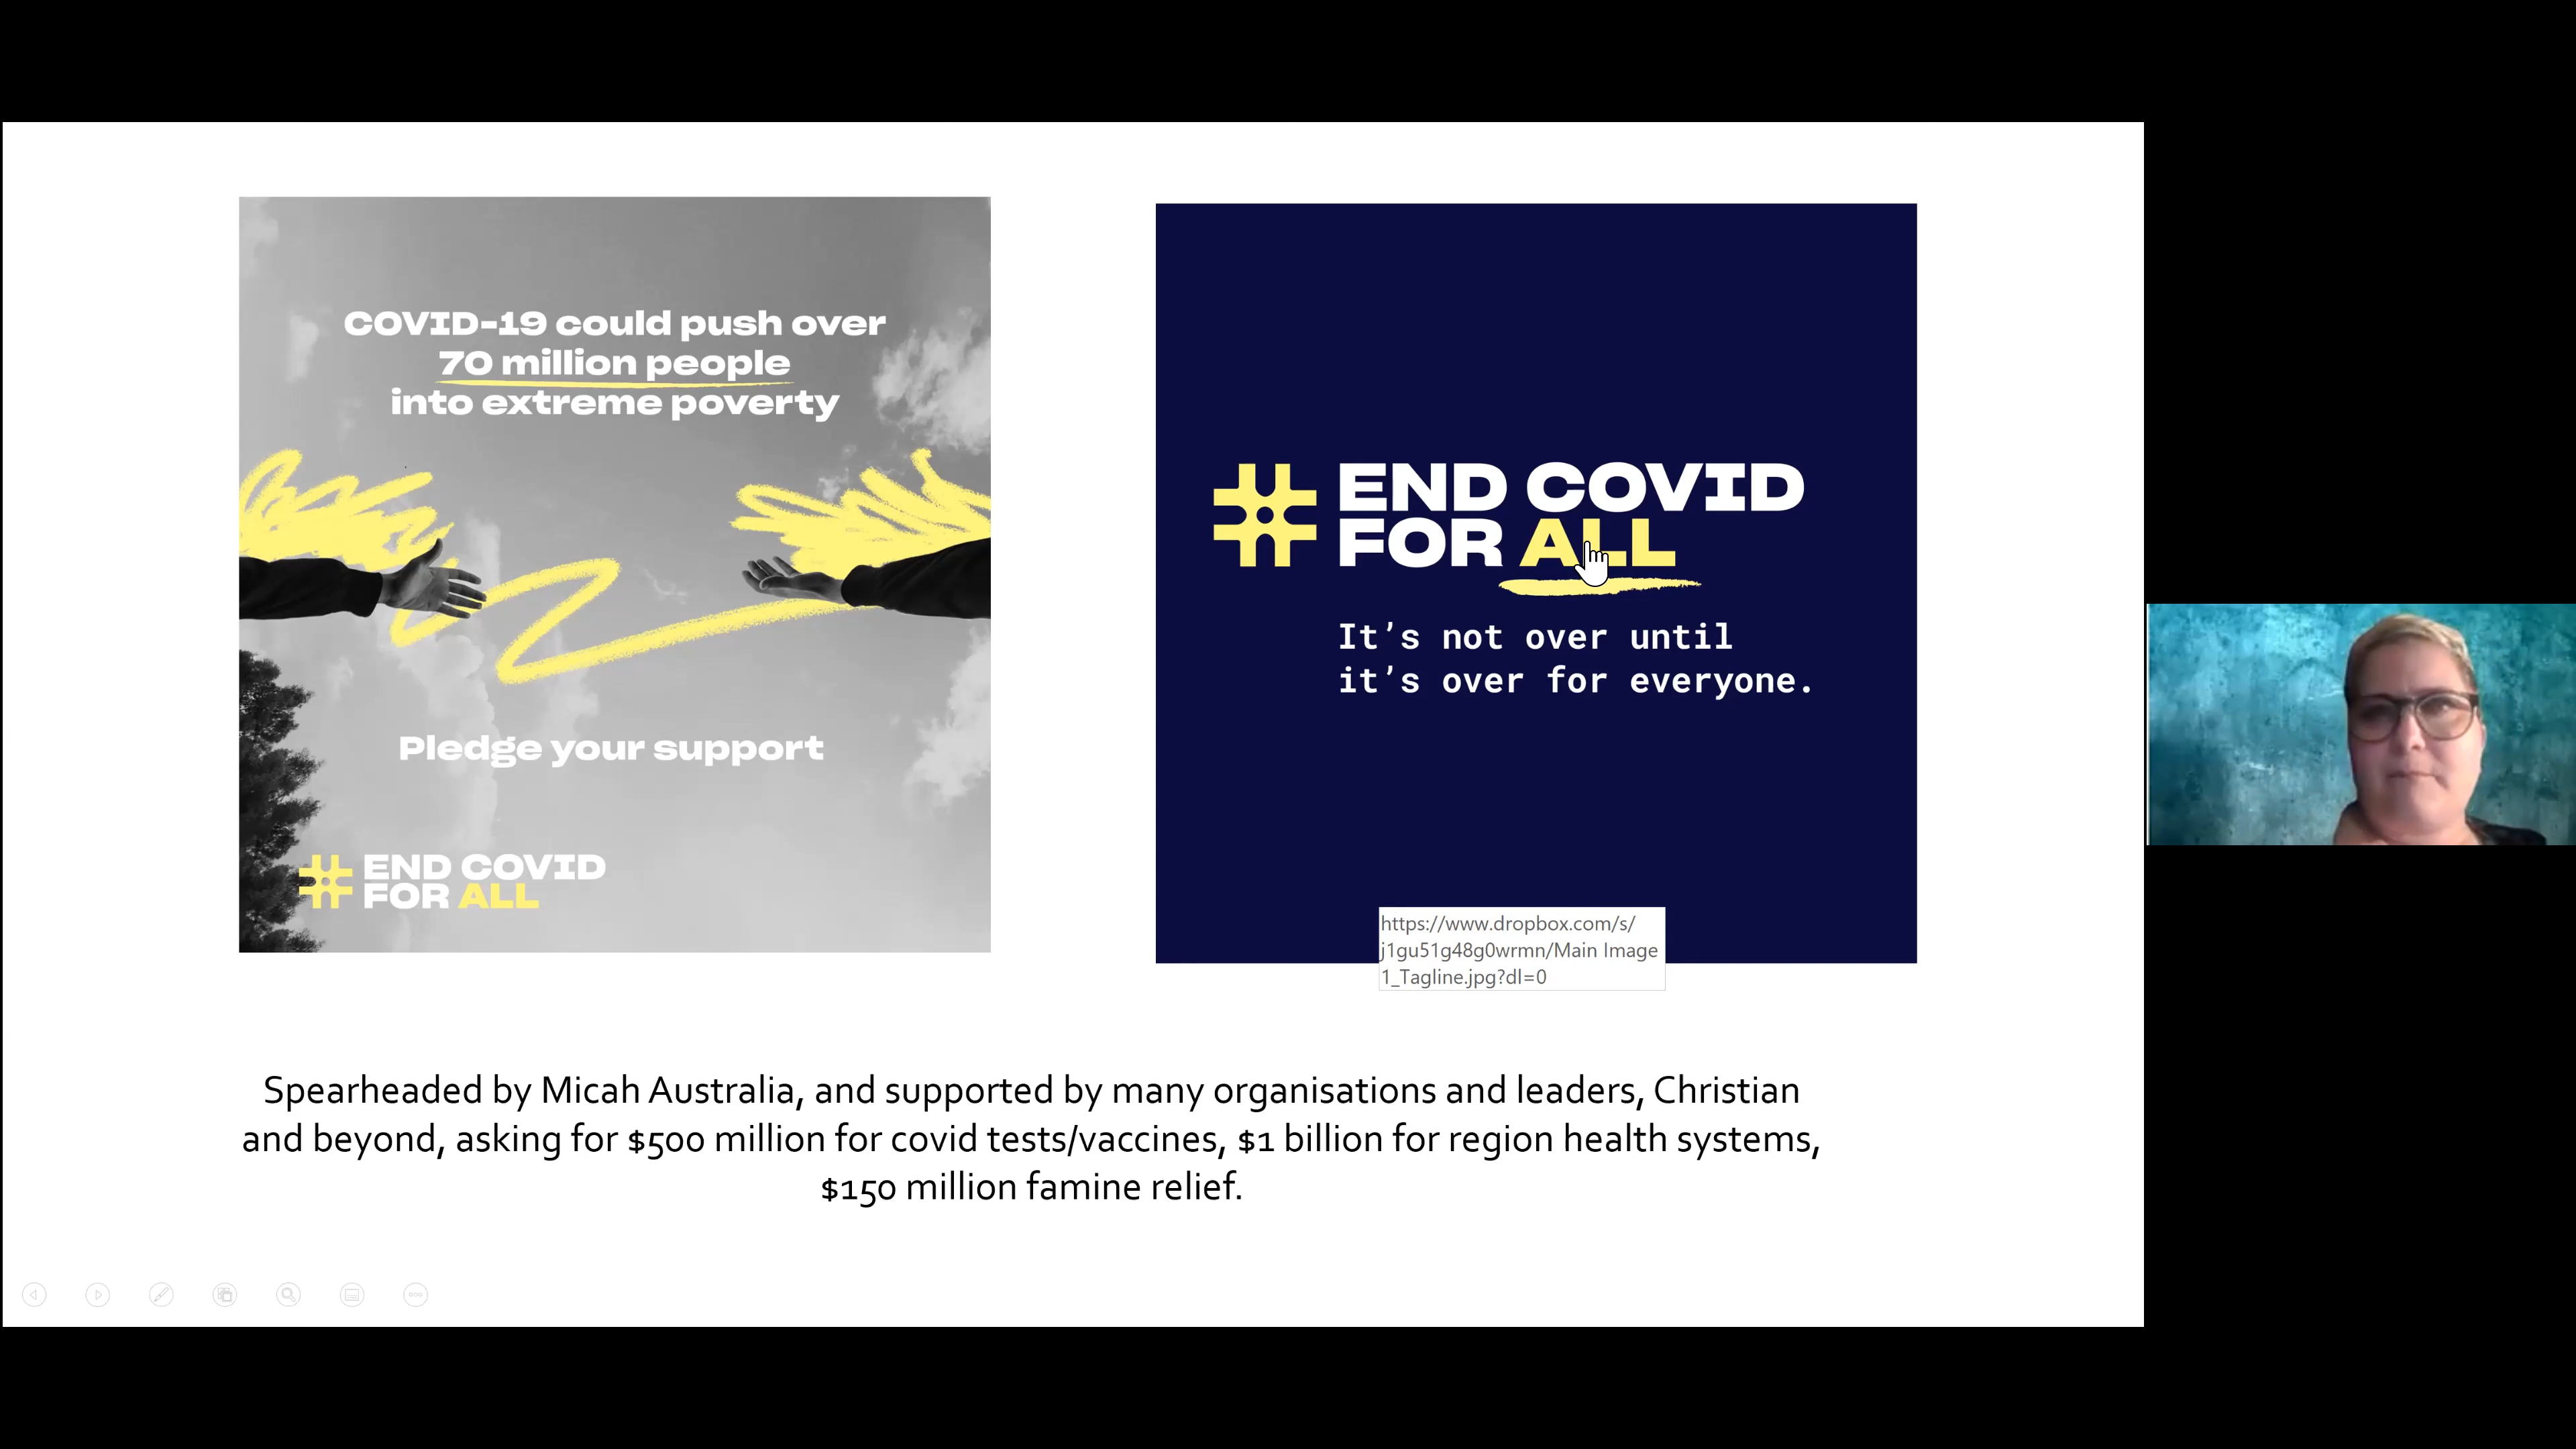 COVID-19 could push over
70 million people
into extreme poverty
Pledge your support
# END COVID
FOR ALL
# END COVID
FOR ALL
It’s not over until
it’s over for everyone.
https://www.dropbox.com/s/
j1gu51g48g0wrmn/Main Image
1_Tagline.jpg?dl=0
Spearheaded by Micah Australia, and supported by many organisations and leaders, Christian
and beyond, asking for $500 million for covid tests/vaccines, $1 billion for region health systems,
$150 million famine relief.